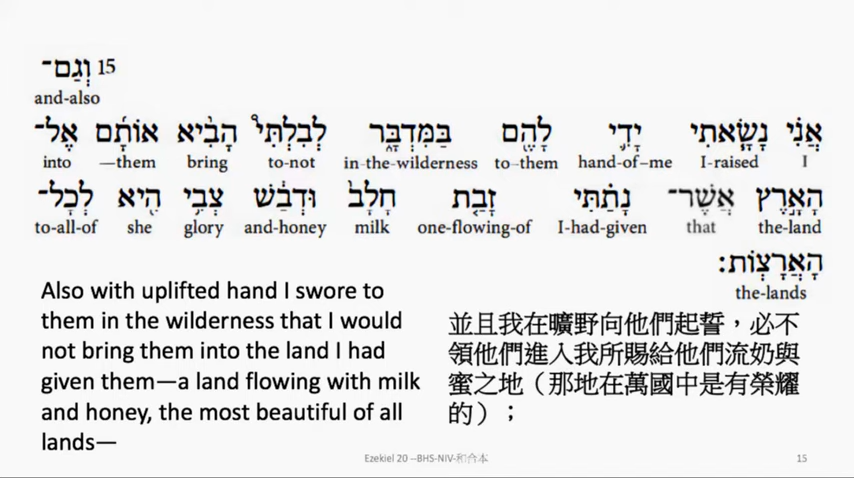 15 וְגַם־
and-also
אֲנִ֗י נָשָׂ֧אתִי יָדִ֛י לָהֶ֖ם בַּמִּדְבָּ֑ר לְבִלְתִּי֩ הָבִ֨יא אוֹתָ֜ם אֶל־
into —them bring to-not in-the-wilderness to-them hand-of-me I-raised I
הָאָ֣רֶץ אֲשֶׁר־ נָתַ֗תִּי זָבַ֤ת חָלָב֙ וּדְבַ֔שׁ צְבִ֥י הִ֖יא לְכָל־
to-all-of she glory and-honey milk one-flowing-of I-had-given that the-land
הָאֲרָצֽוֹת׃
the-lands
Also with uplifted hand I swore to
them in the wilderness that I would
not bring them into the land I had
given them—a land flowing with milk
and honey, the most beautiful of all
lands—
並且我在曠野向他們起誓，必不
領他們進入我所賜給他們流奶與
蜜之地（那地在萬國中是有榮耀
的）；
Ezekiel 20 --BHS-NIV-和合本
15